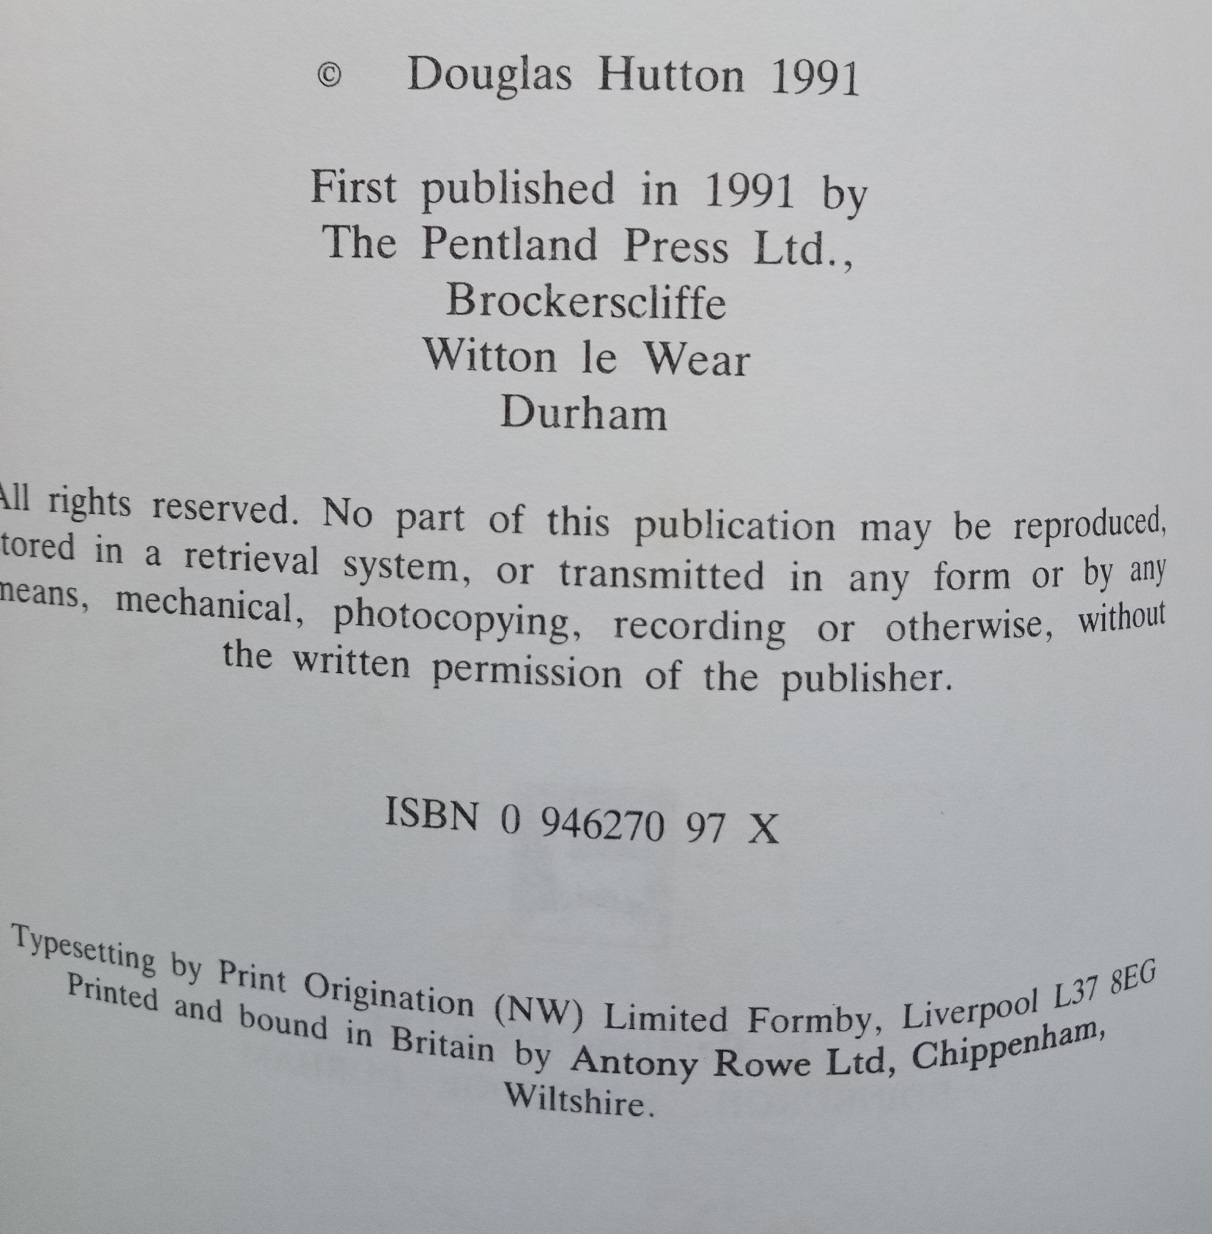 © Douglas Hutton 1991
First published in 1991 by
The Pentland Press Ltd.,
Brockerscliffe
Witton le Wear
Durham
All rights reserved. No part of this publication may be reproduced,
tored in a retrieval system, or transmitted in any form or by any
means, mechanical, photocopying, recording or otherwise, without
the written permission of the publisher.
ISBN 0 946270 97 X
Typesetting by Print Origination (NW) Limited Formby, Liverpool L37 8EG
Printed and bound in Britain by Antony Rowe Ltd, Chippenham,
Wiltshire.